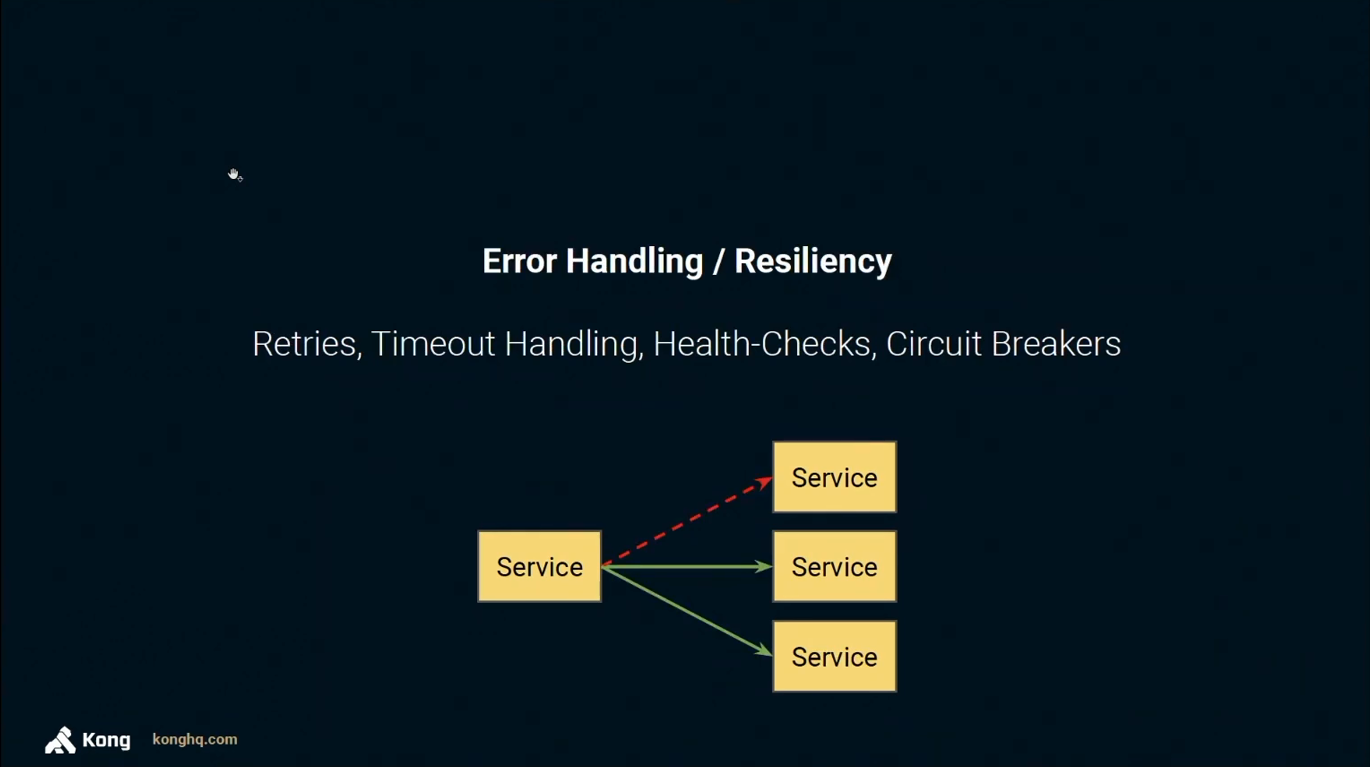 Error Handling / Resiliency
Retries, Timeout Handling, Health-Checks, Circuit Breakers
Service
Service
Service
Service
Kong konghq.com